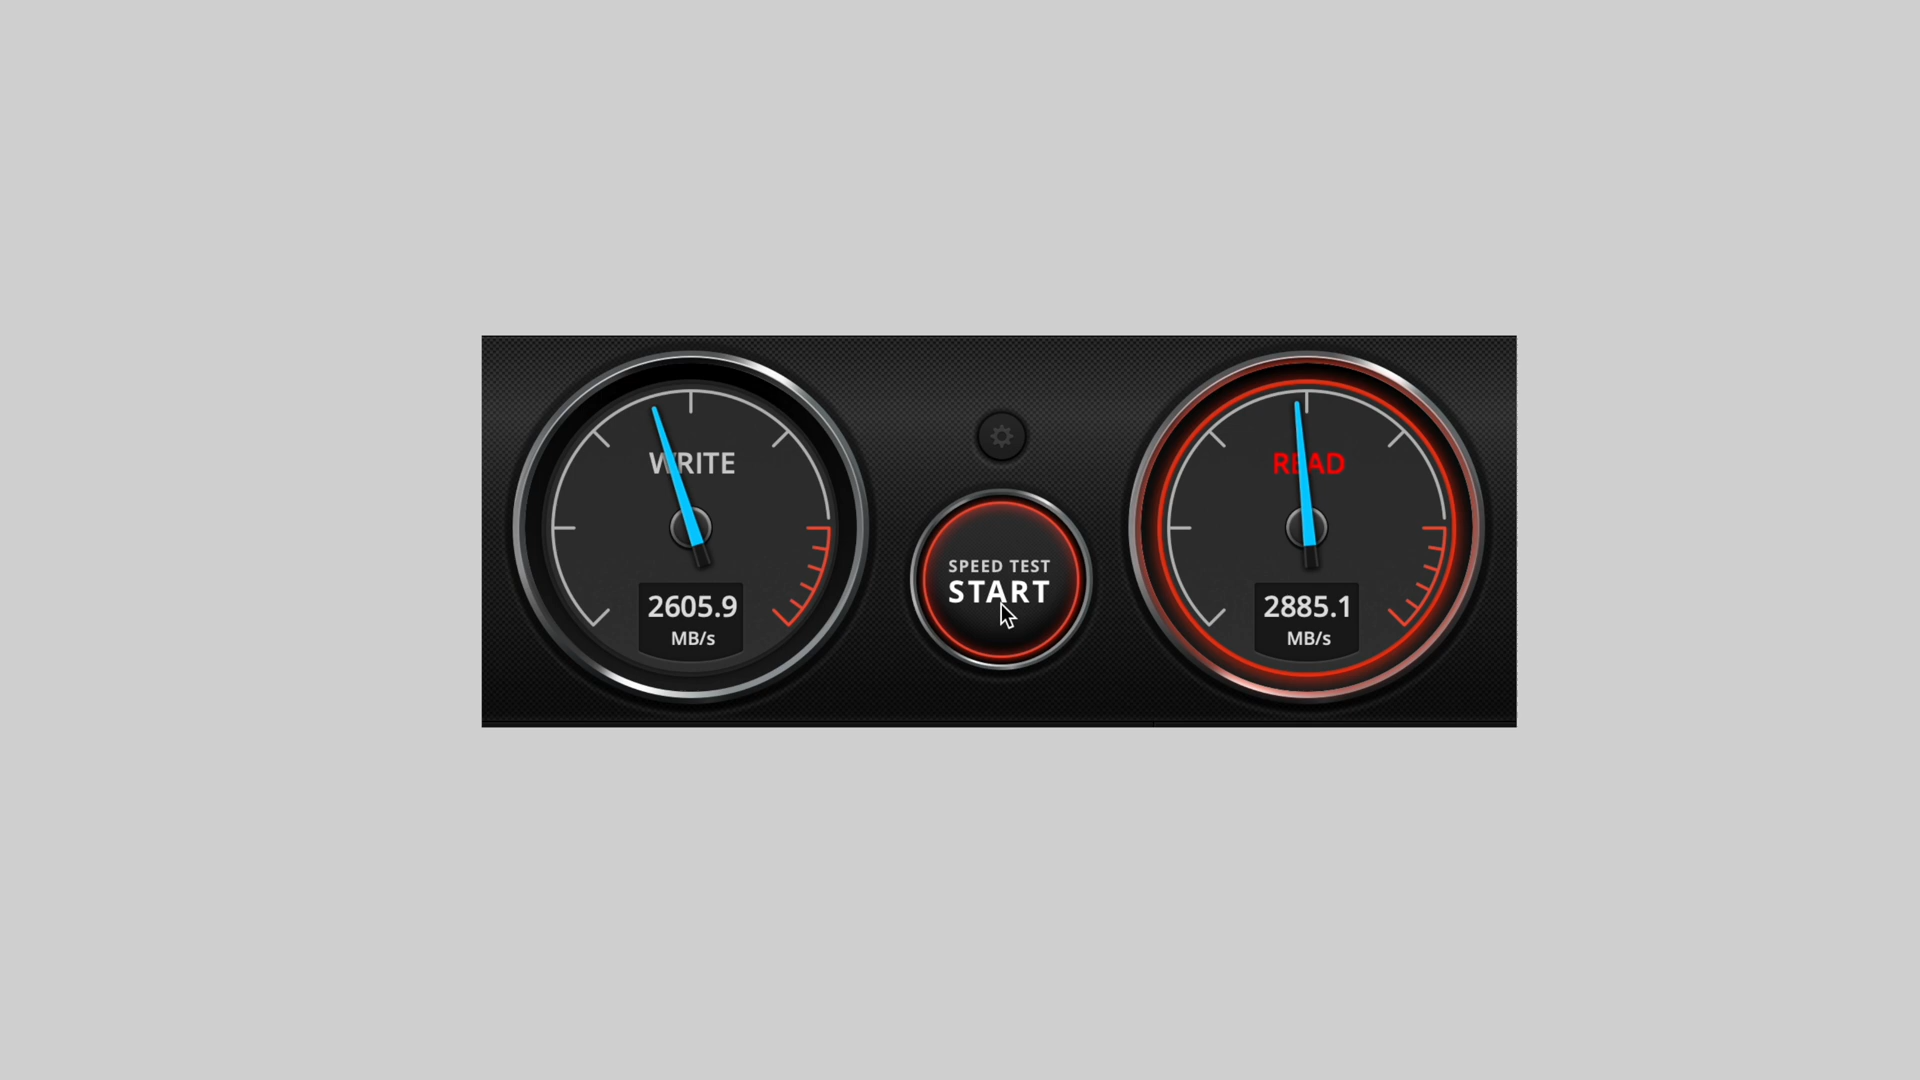 WRITE
2605.9
MB/s
SPEED TEST
START
READ
2885.1
MB/s